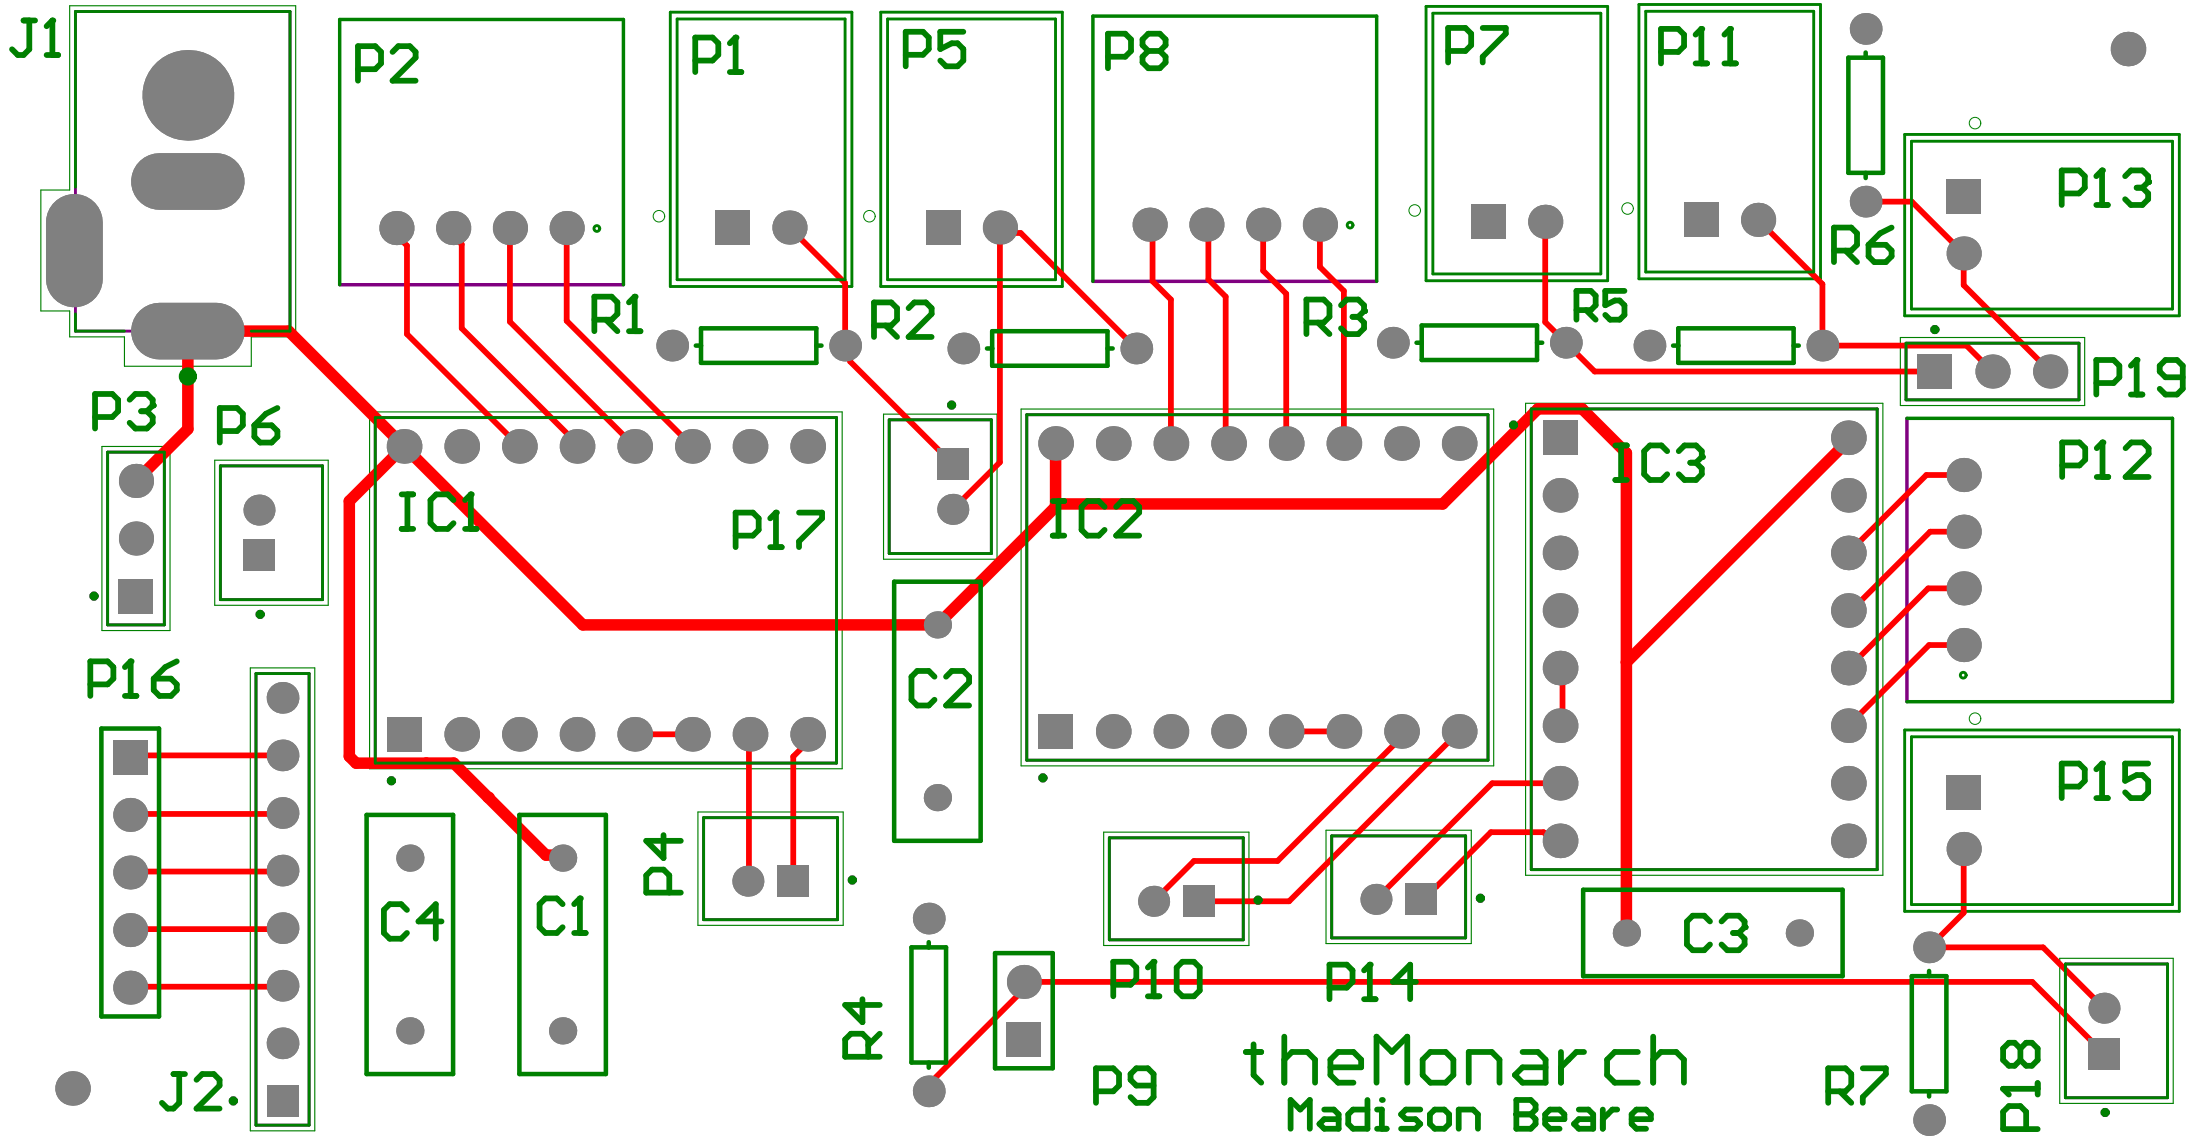 J1
P2
P1
P5
P8
P7
P11
P13
R6
R1
R2
R3
R5
P19
P3
P6
IC1
P17
IC2
IC3
P12
P16
C2
P15
P4
C4
C1
C3
P10
P14
R4
theMonarch
Madison Beare
P9
J2
R7
P18